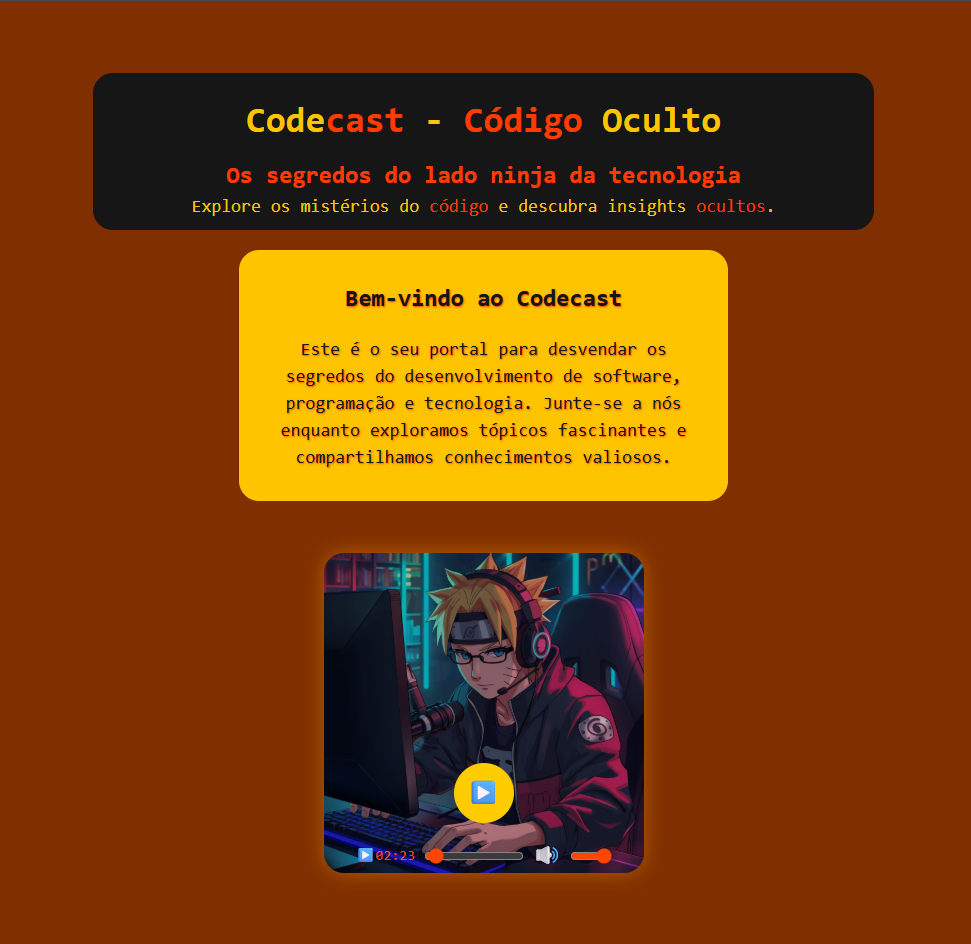 Codecast - Código Oculto
Os segredos do lado ninja da tecnologia
Explore os mistérios do código e descubra insights ocultos.
Bem-vindo ao Codecast
Este é o seu portal para desvendar os
segredos do desenvolvimento de software,
programação e tecnologia. Junte-se a nós
enquanto exploramos tópicos fascinantes e
compartilhamos conhecimentos valiosos.
02:23